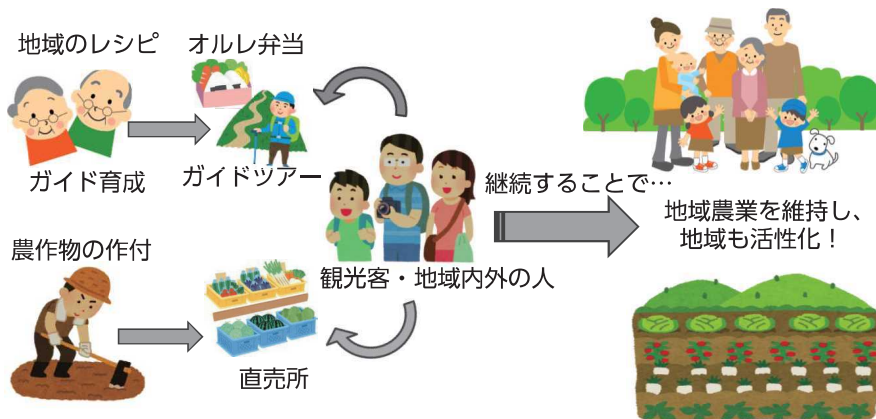 地域のレシピ
オルレ弁当
ガイド育成
ガイドツアー
農作物の作付
直売所
観光客・地域内外の人
継続することで…
地域農業を維持し、
地域も活性化！